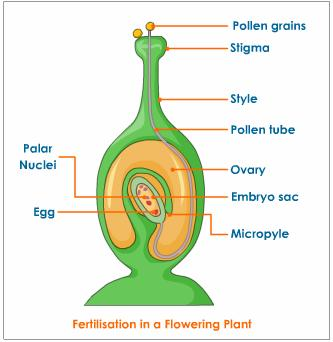 Pollen grains
Stigma
Style
Pollen tube
Palar
Nuclei
Ovary
Embryo sac
Egg
Micropyle
Fertilisation in a Flowering Plant